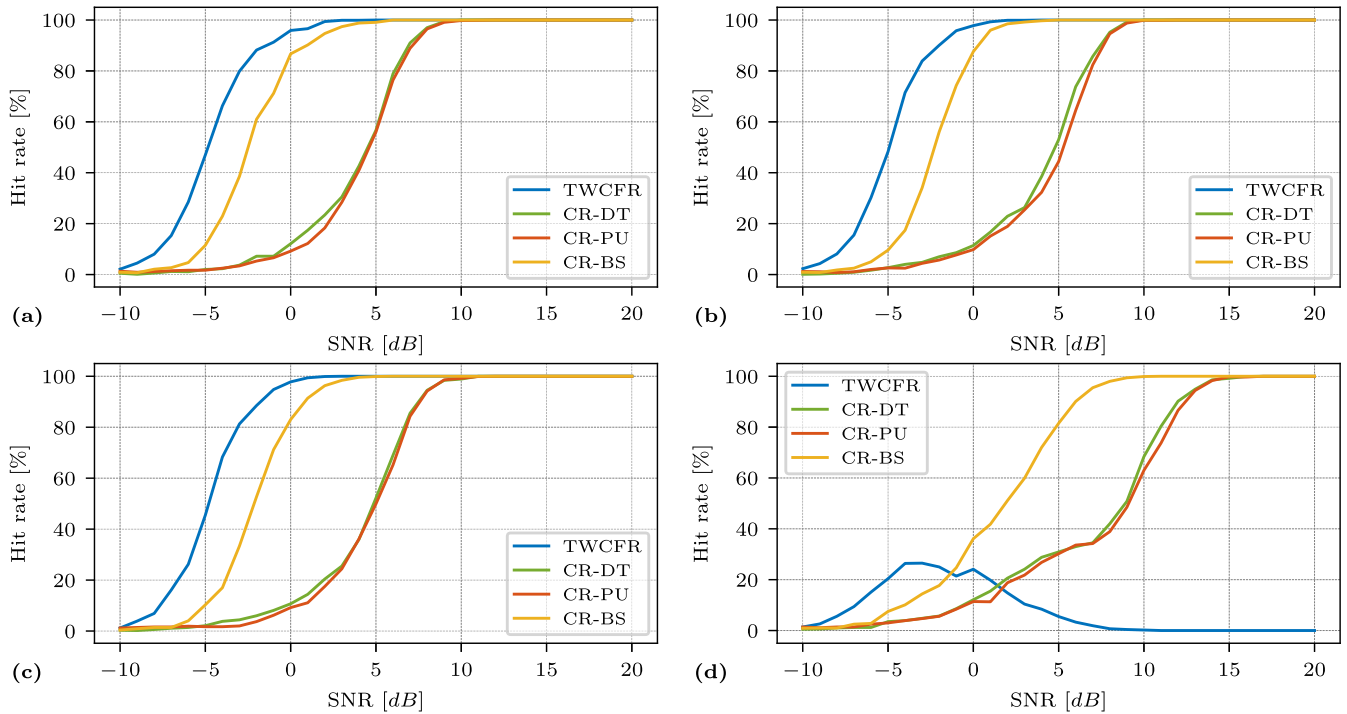 100
80
60
40
20
0
Hit rate [%]
TWCFR
CR-DT
CR-PU
CR-BS
−10
−5
0
5
10
15
20
SNR [dB]
(a)
100
80
60
40
20
0
Hit rate [%]
TWCFR
CR-DT
CR-PU
CR-BS
−10
−5
0
5
10
15
20
SNR [dB]
(b)
100
80
60
40
20
0
Hit rate [%]
TWCFR
CR-DT
CR-PU
CR-BS
−10
−5
0
5
10
15
20
SNR [dB]
(c)
100
80
60
40
20
0
Hit rate [%]
TWCFR
CR-DT
CR-PU
CR-BS
−10
−5
0
5
10
15
20
SNR [dB]
(d)